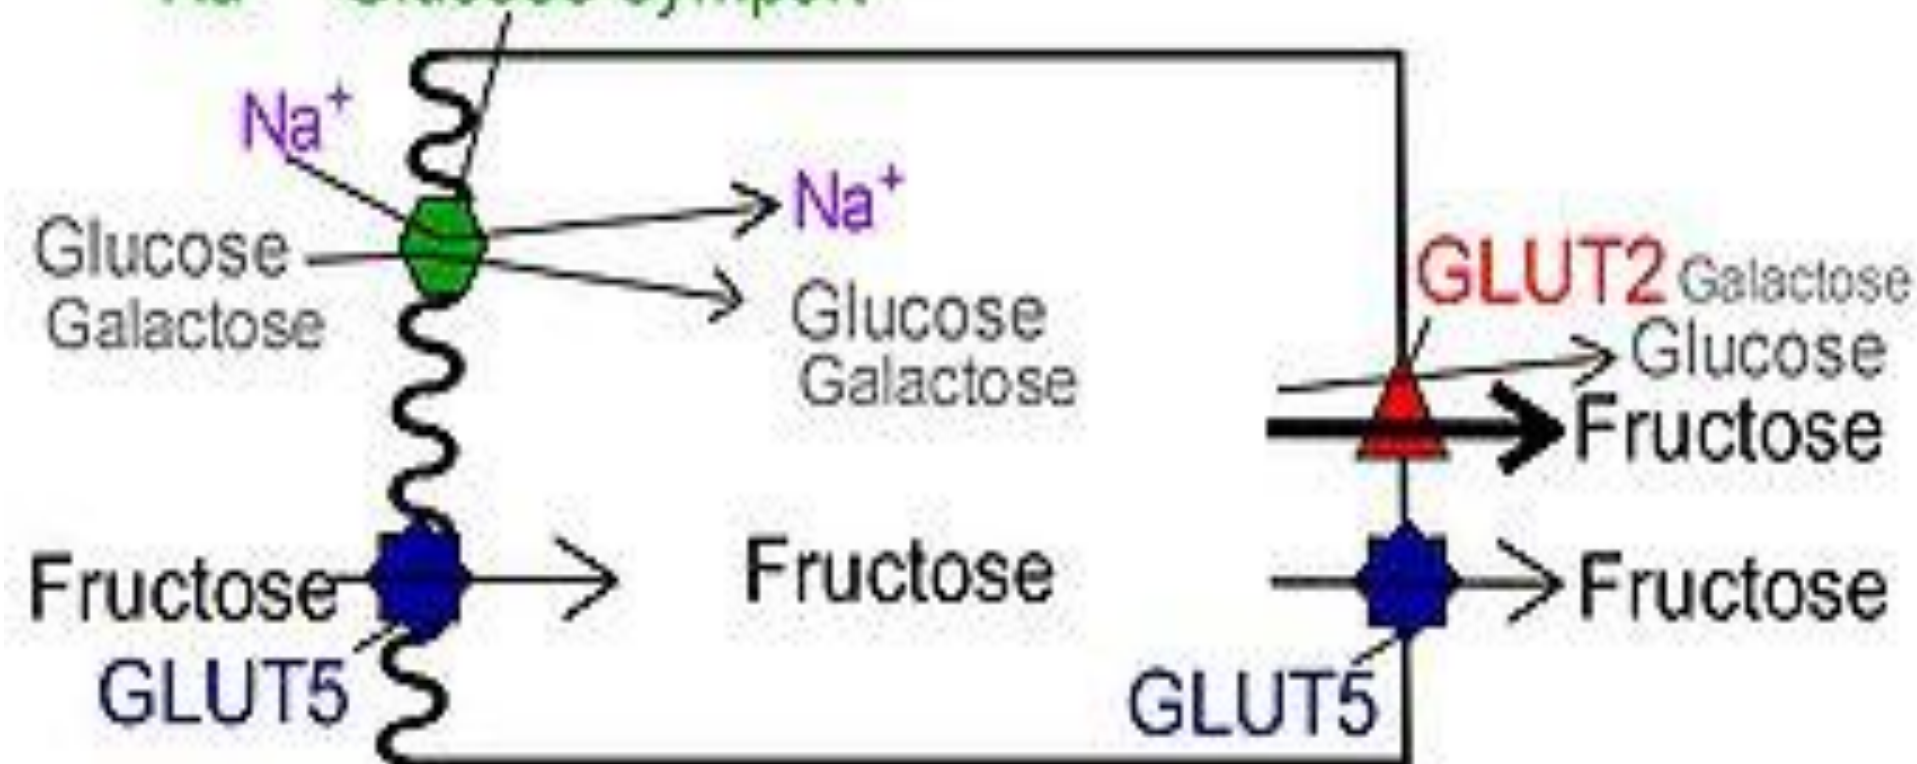 Na⁺
Glucose
Galactose
Na⁺
Glucose
Galactose
GLUT2 Galactose
Glucose
Fructose
Fructose
GLUT5
Fructose
Fructose
GLUT5